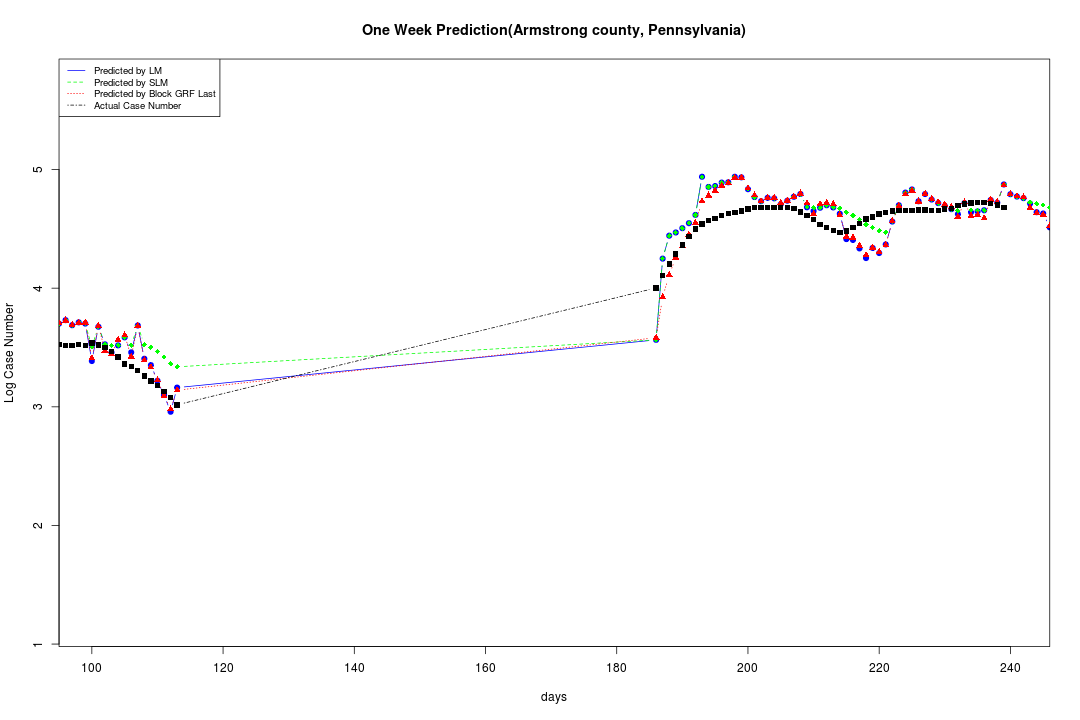 One Week Prediction(Armstrong county, Pennsylvania)
Predicted by LM
Predicted by SLM
Predicted by Block GRF Last
Actual Case Number
Log Case Number
5
4
3
2
1
100 120 140 160 180 200 220 240
days